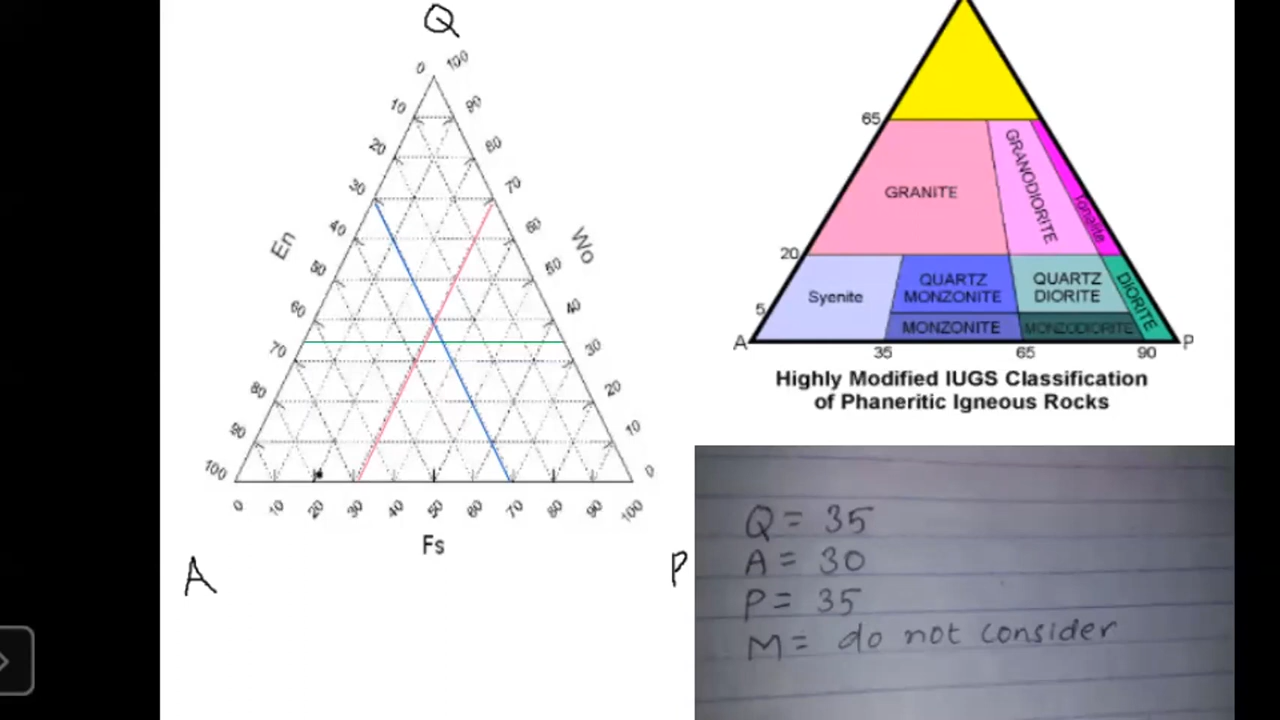 Q
0
100
10
90
20
80
30
70
En
40
60
Wo
50
50
60
40
70
30
80
20
90
10
100
0
0 10 20 30 40 50 60 70 80 90 100
Fs
A
P
65
GRANITE
GRANODIORITE
Ignalite
20
Syenite
QUARTZ
MONZONITE
QUARTZ
DIORITE
DIORITE
5
MONZONITE
MONZODIORITE
A
P
35 65 90
Highly Modified IUGS Classification
of Phaneritic Igneous Rocks
Q = 35
A = 30
P = 35
M = do not consider